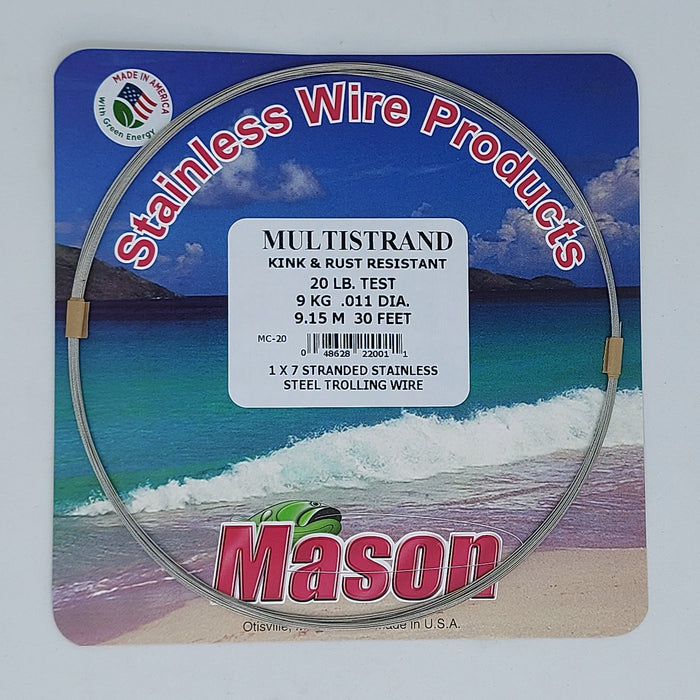 MADE IN AMERICA
With Green Energy
Stainless Wire Products
MULTISTRAND
KINK & RUST RESISTANT
20 LB. TEST
9 KG .011 DIA.
9.15 M 30 FEET
MC-20
0 48628 22001 1
1 X 7 STRANDED STAINLESS
STEEL TROLLING WIRE
Mason
Otisville, Made in U.S.A.